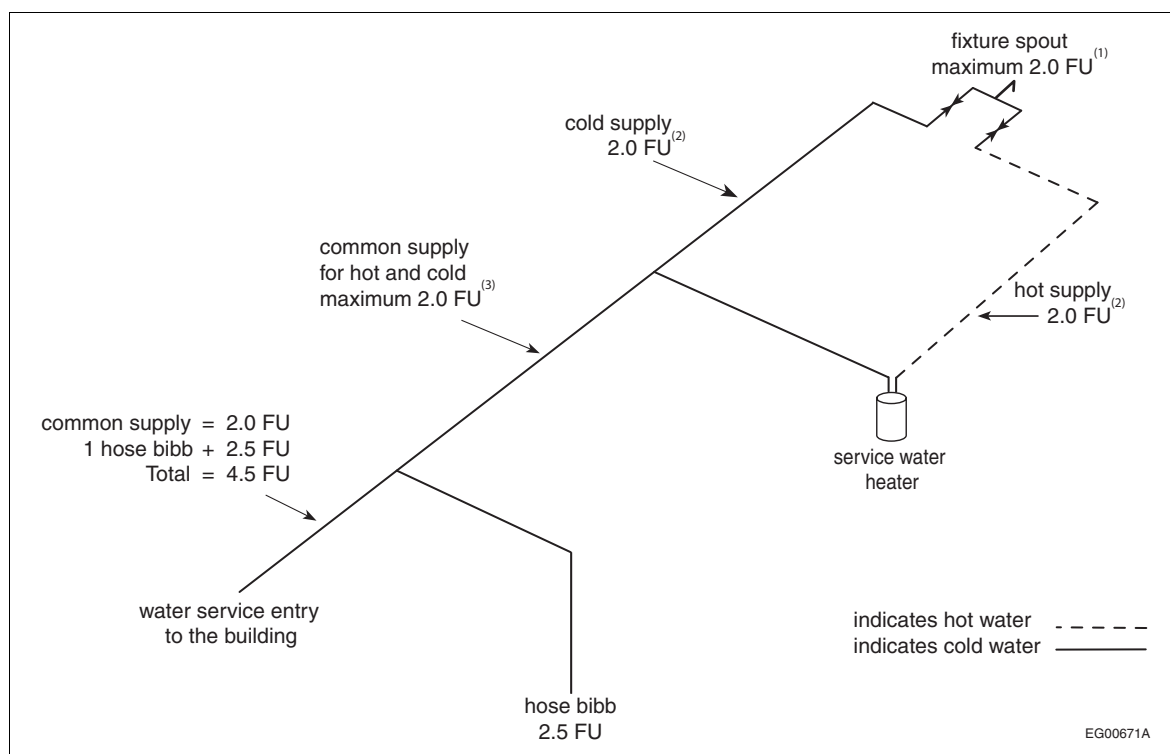 fixture spout
maximum 2.0 FU(1)
cold supply
2.0 FU(2)
common supply
for hot and cold
maximum 2.0 FU(3)
hot supply
2.0 FU(2)
common supply = 2.0 FU
1 hose bibb + 2.5 FU
Total = 4.5 FU
service water
heater
water service entry
to the building
indicates hot water
indicates cold water
hose bibb
2.5 FU
EG00671A